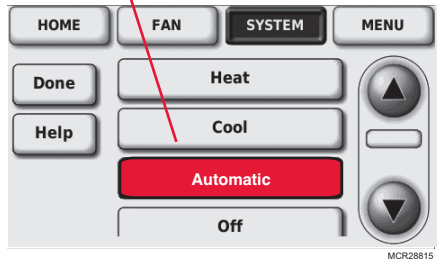 HOME FAN SYSTEM MENU
Done Heat
Help Cool
Automatic
Off
MCR28815